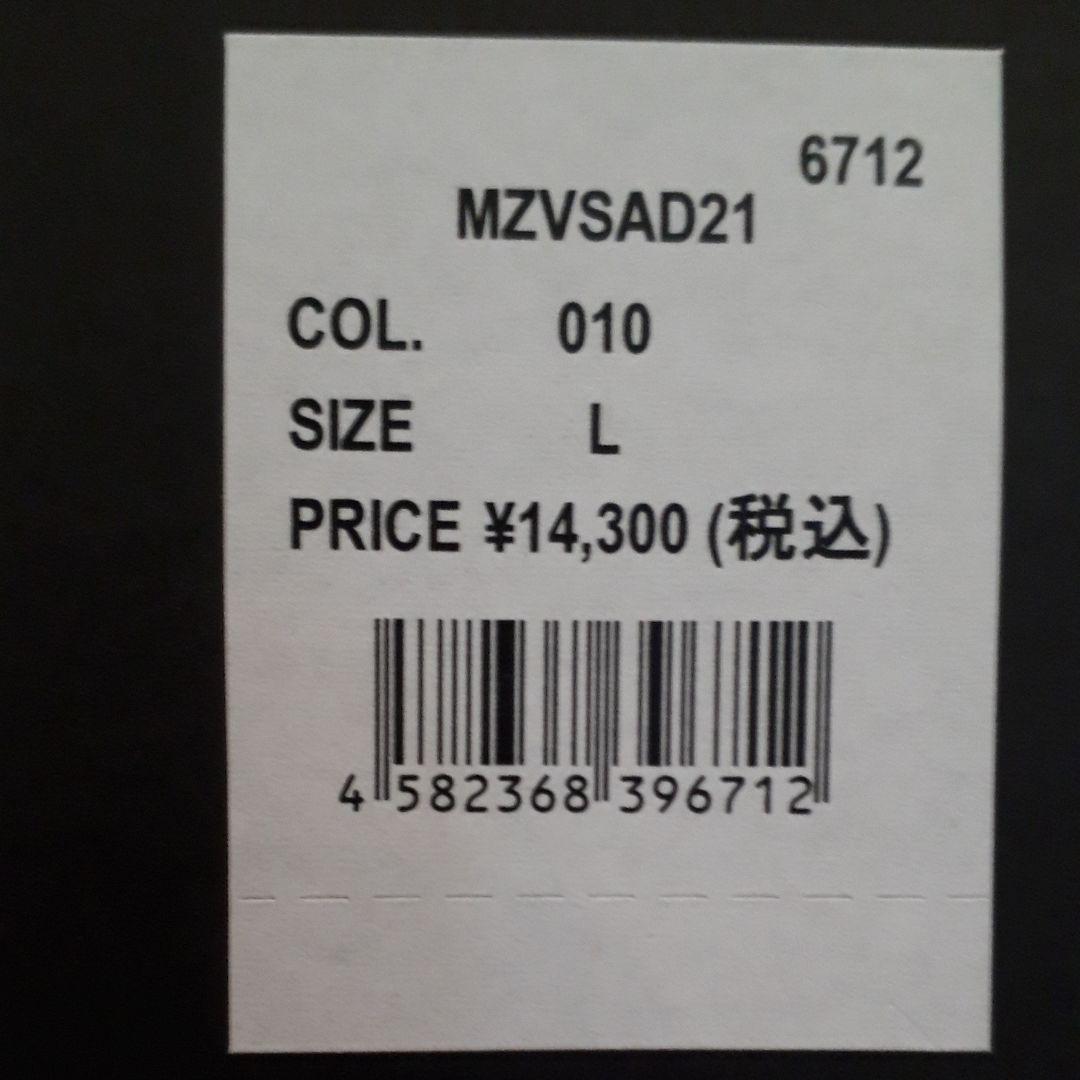 6712
MZVSAD21
COL. 010
SIZE L
PRICE ¥14,300 (税込)
4 582368 396712